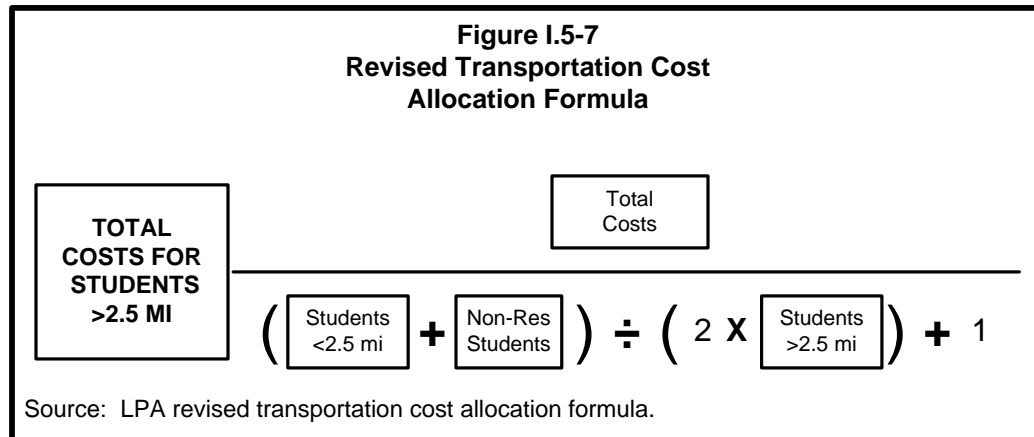 Figure I.5-7
Revised Transportation Cost
Allocation Formula
TOTAL
COSTS FOR
STUDENTS
>2.5 MI
Total
Costs
( Students <2.5 mi + Non-Res Students ) ÷ ( 2 X Students >2.5 mi ) + 1
Source: LPA revised transportation cost allocation formula.